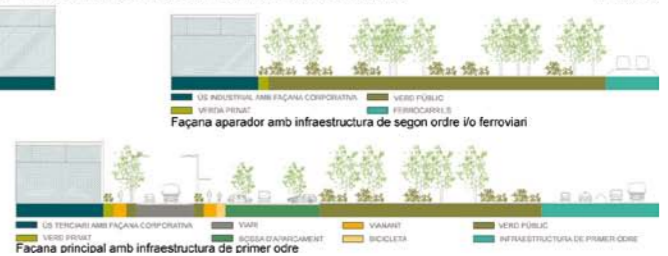 ÚS INDUSTRIAL AMB FAÇANA CORPORATIVA VERD PÚBLIC
VERDA PRIVAT FERROCARRILS
Façana aparador amb infraestructura de segon ordre i/o ferroviari
ÚS TERCIARI AMB FAÇANA CORPORATIVA VIARI VIANANT VERD PÚBLIC
VERD PRIVAT BOSSA D'APARCAMENT BICICLETA INFRAESTRUCTURA DE PRIMER ODRE
Façana principal amb infraestructura de primer odre